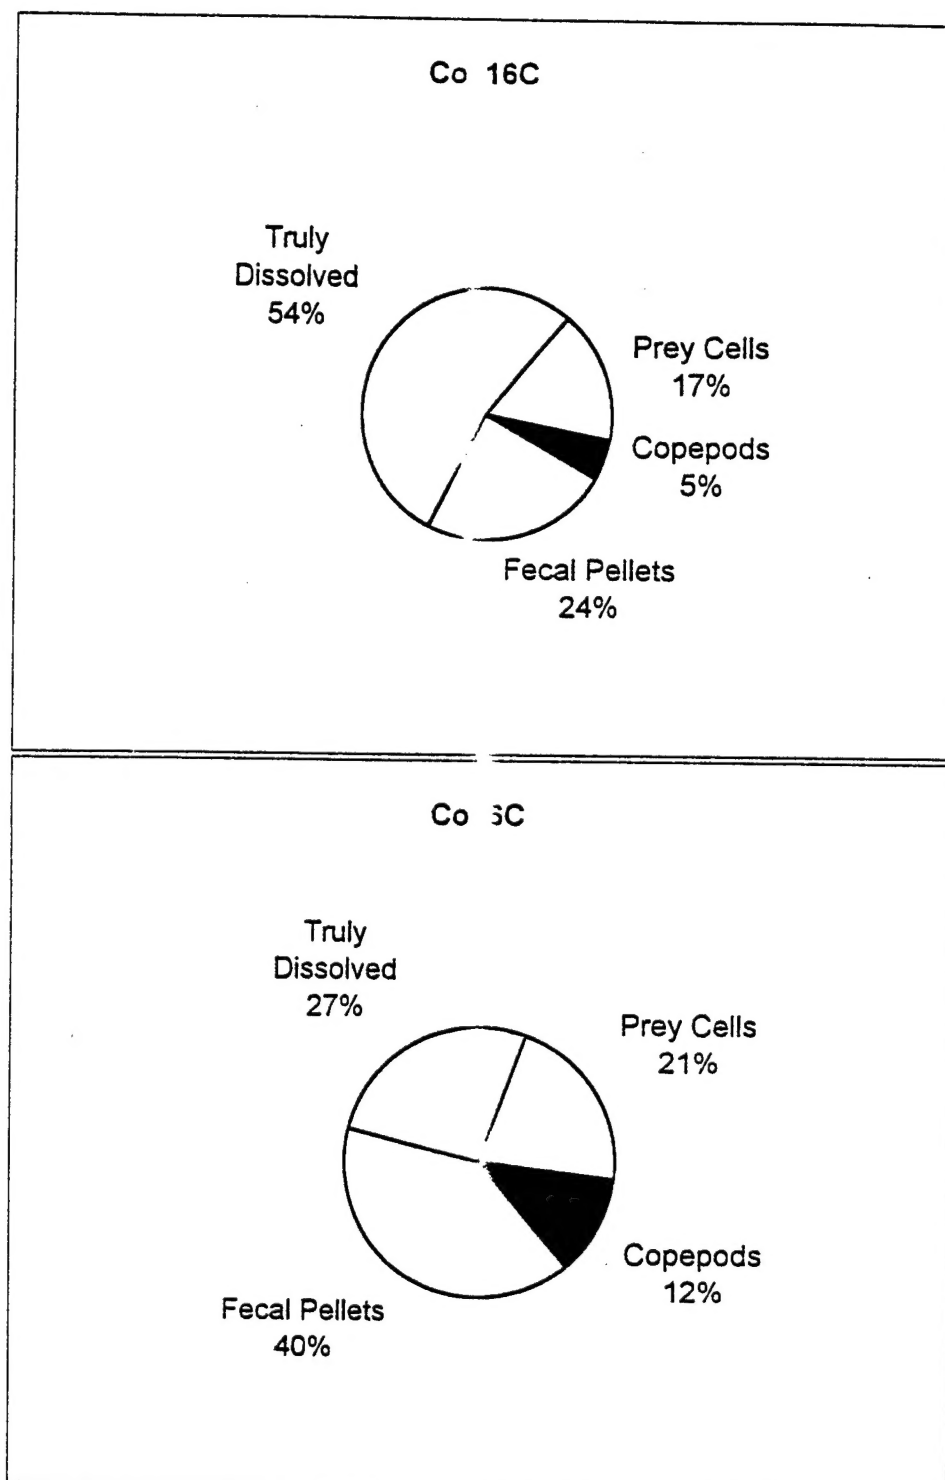 Co 16C
Truly
Dissolved
54%
Prey Cells
17%
Copepods
5%
Fecal Pellets
24%
Co
Truly
Dissolved
27%
Prey Cells
21%
Copepods
12%
Fecal Pellets
40%